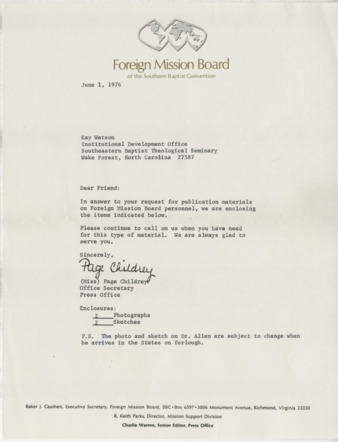 Foreign Mission Board
of the Southern Baptist Convention
June 1, 1976
Kay Watson
Institutional Development Office
Southeastern Baptist Theological Seminary
Wake Forest, North Carolina 27587
Dear Friend:
In answer to your request for publication materials
on Foreign Mission Board personnel, we are enclosing
the items indicated below.
Please continue to call on us when you have need
for this type of material. We are always glad to
serve you.
Sincerely,
Page Childrey
(Miss) Page Childrey
Office Secretary
Press Office
Enclosures:
Photographs
Sketches
P.S. The photo and sketch on Dr. Allen are subject to change when
he arrives in the States on forlough.
Baker J. Cauthen, Executive Secretary, Foreign Mission Board, SBC • Box 6597 • 3806 Monument Avenue, Richmond, Virginia 23230
R. Keith Parks, Director, Mission Support Division
Charlie Warren, Senior Editor, Press Office